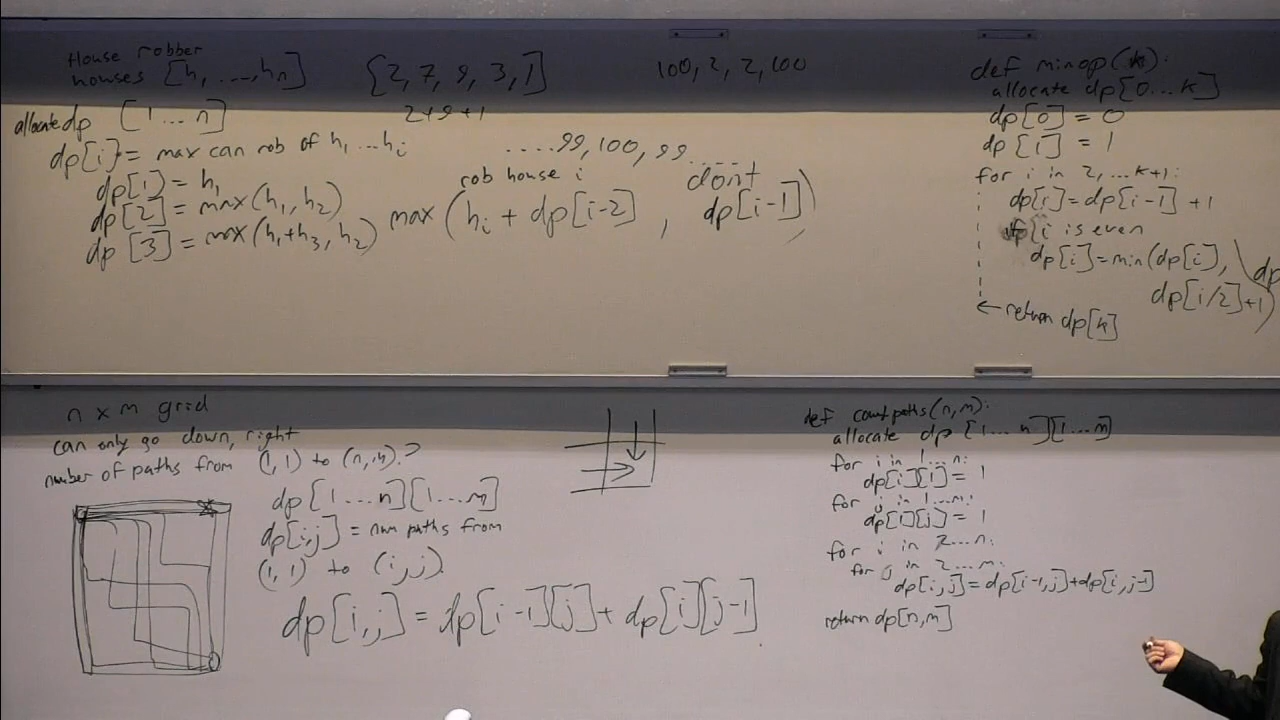 House robber
houses [h₁ ,...,hₙ]
[2, 7, 9, 3, 1]
2+9+1
100, 2, 2, 100
allocate dp [1...n]
dp[i] = max can rob of h₁...hᵢ
dp[1] = h₁
dp[2] = max(h₁, h₂)
dp[3] = max(h₁+h₃, h₂)
....99, 100, 99.....
rob house i
dont
max(hᵢ + dp[i-2] , dp[i-1])
def minop(k):
allocate dp[0...k]
dp[0] = 0
dp[1] = 1
for i in 2,...k+1:
dp[i]=dp[i-1]+1
if i is even
dp[i]=min(dp[i],
dp[i/2]+1)
dp
← return dp[k]
n x m grid
can only go down, right
number of paths from (1,1) to (n,m)?
dp[1...n][1...m]
dp[i,j] = num paths from
(1,1) to (i,j)
dp[i,j] = dp[i-1][j]+ dp[i][j-1]
def countpaths(n,m):
allocate dp [1...n][1...m]
for i in 1...n:
dp[i][1] = 1
for j in 1...m:
dp[1][j] = 1
for i in 2...n:
for j in 2...m:
dp[i,j]=dp[i-1,j]+dp[i,j-1]
return dp[n,m]